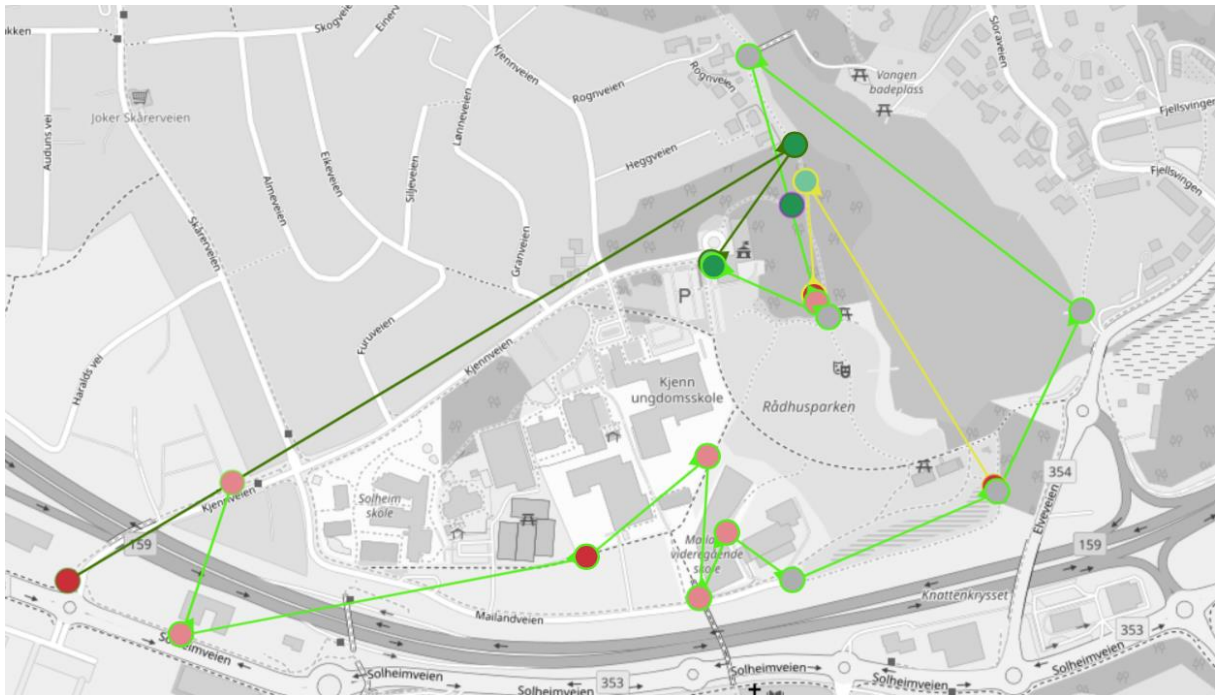 Skogveien
Einerv
Kjennveien
Rognveien
Sloraveien
Vangen
badeplass
Rognveien
Joker Skårerveien
Lønneveien
Fjellsvingen
Auduns vei
Eikeveien
Siljeveien
Heggveien
Fjellsvingen
Almeveien
Skårerveien
Granveien
P
Furuveien
Kjennveien
Haralds vei
Kjenn
ungdomsskole
Rådhusparken
354
Kjennveien
Solheim
skole
Elveveien
159
videregående
skole
159
Knattenkrysset
Mailandveien
353
Solheimveien
Solheimveien
353
Solheimveien
Solheimveien
Solheimveien